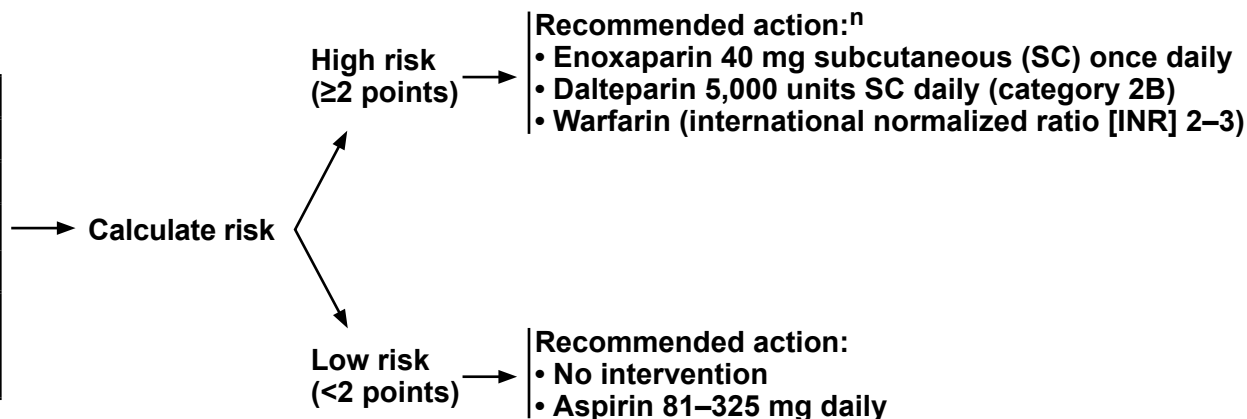 Recommended action:ⁿ
High risk
(≥2 points)
• Enoxaparin 40 mg subcutaneous (SC) once daily
• Dalteparin 5,000 units SC daily (category 2B)
• Warfarin (international normalized ratio [INR] 2–3)
Calculate risk
Low risk
(<2 points)
Recommended action:
• No intervention
• Aspirin 81–325 mg daily